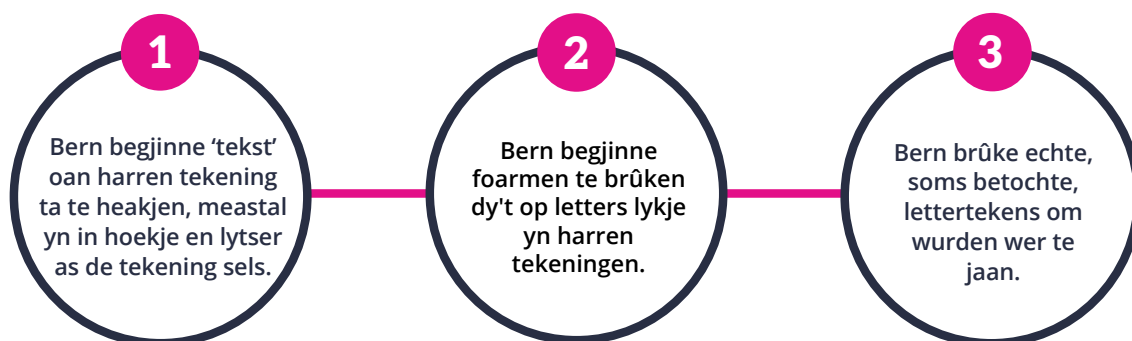 1
Bern begjinne ‘tekst’
oan harren tekening
ta te heakjen, meastal
yn in hoekje en lytser
as de tekening sels.
2
Bern begjinne
foarmen te brûken
dy't op letters lykje
yn harren
tekeningen.
3
Bern brûke echte,
soms betochte,
lettertekens om
wurden wer te
jaan.